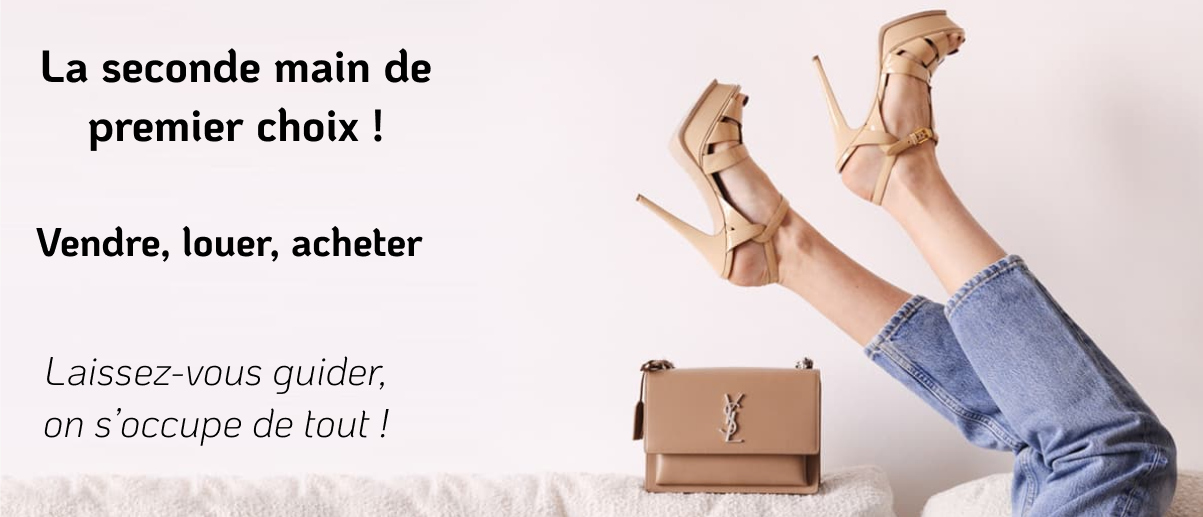 La seconde main de
premier choix !
Vendre, louer, acheter
Laissez-vous guider,
on s'occupe de tout !
YSL